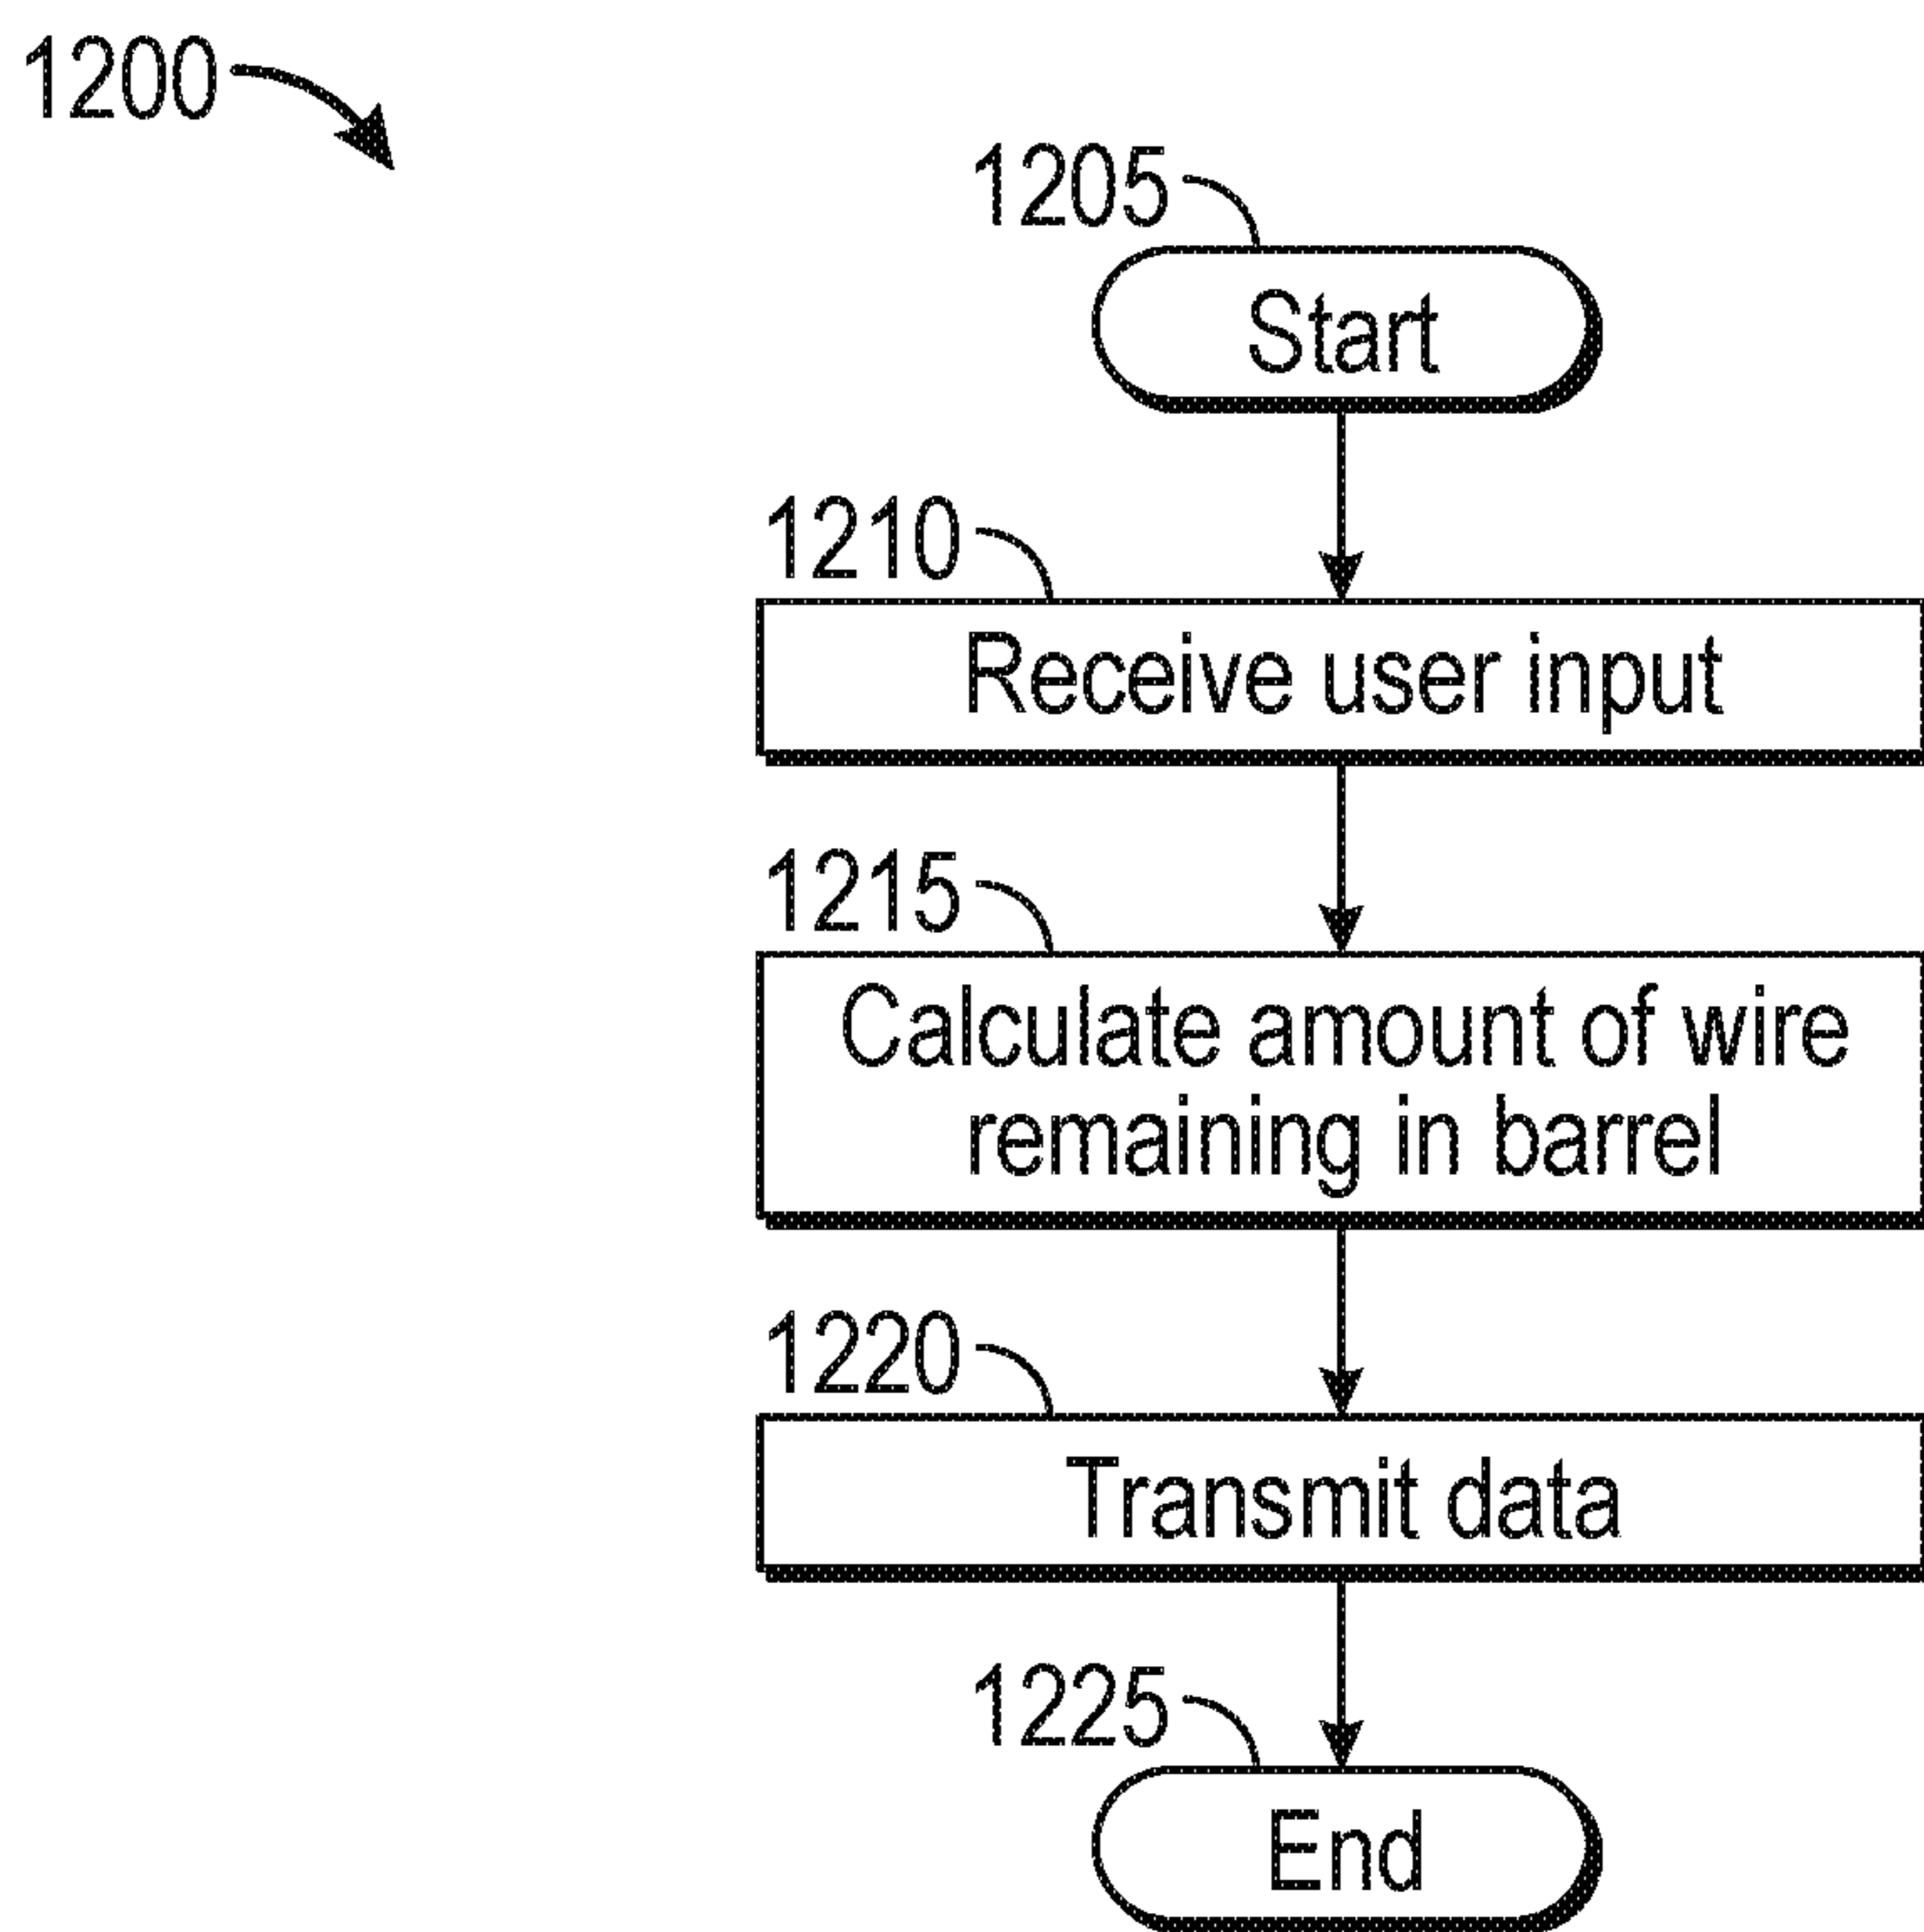 1200
1205
Start
1210
Receive user input
1215
Calculate amount of wire
remaining in barrel
1220
Transmit data
1225
End